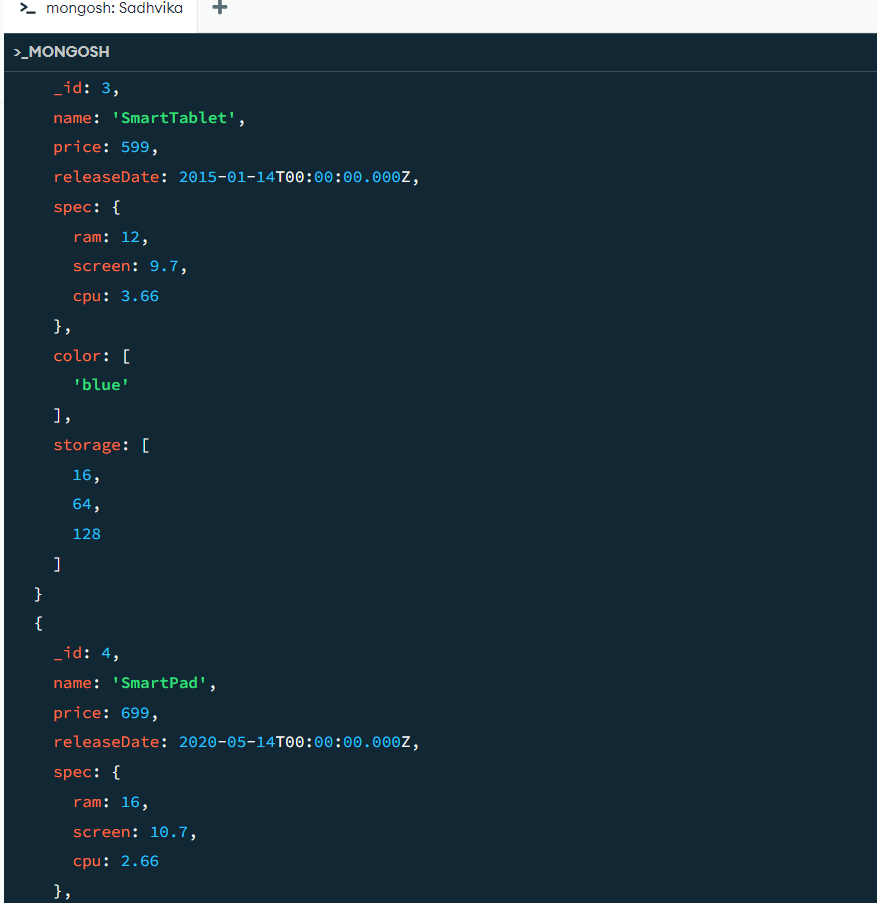 >_ mongosh: Sadhvika +
>_MONGOSH
_id: 3,
name: 'SmartTablet',
price: 599,
releaseDate: 2015-01-14T00:00:00.000Z,
spec: {
ram: 12,
screen: 9.7,
cpu: 3.66
},
color: [
'blue'
],
storage: [
16,
64,
128
]
}
{
_id: 4,
name: 'SmartPad',
price: 699,
releaseDate: 2020-05-14T00:00:00.000Z,
spec: {
ram: 16,
screen: 10.7,
cpu: 2.66
},